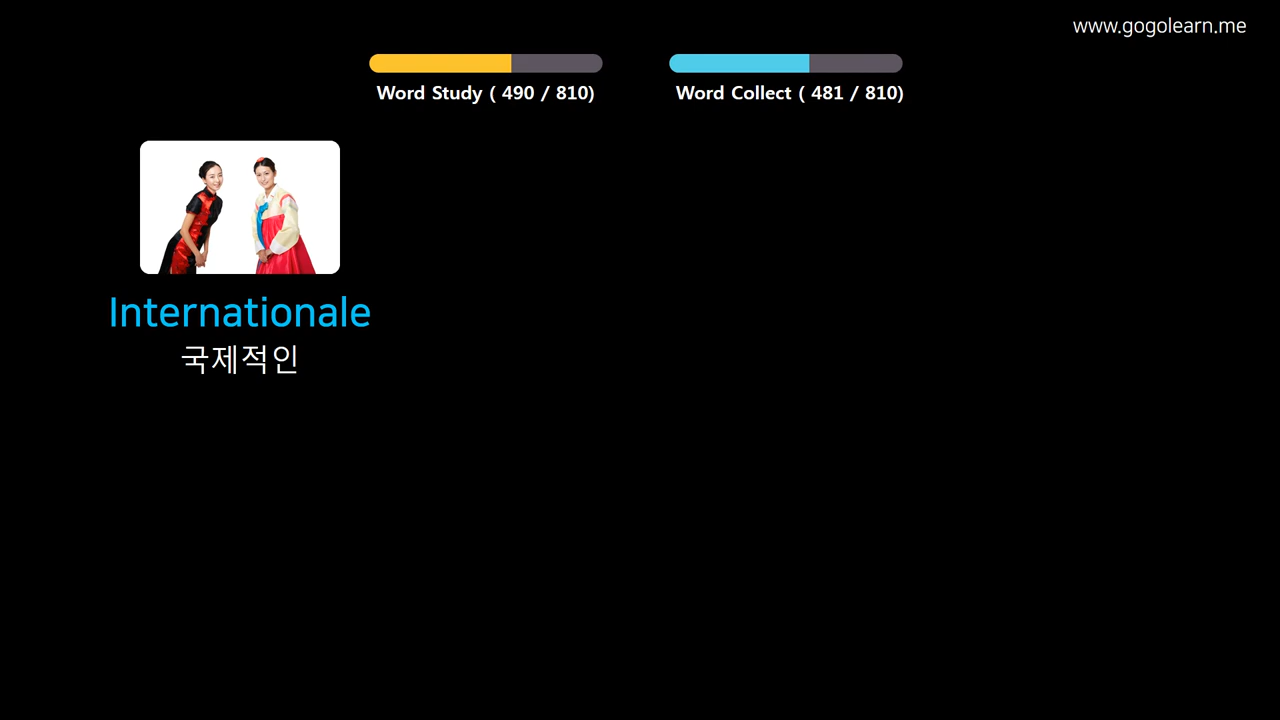 www.gogolearn.me
Word Study ( 490 / 810)
Word Collect ( 481 / 810)
Internationale
국제적인